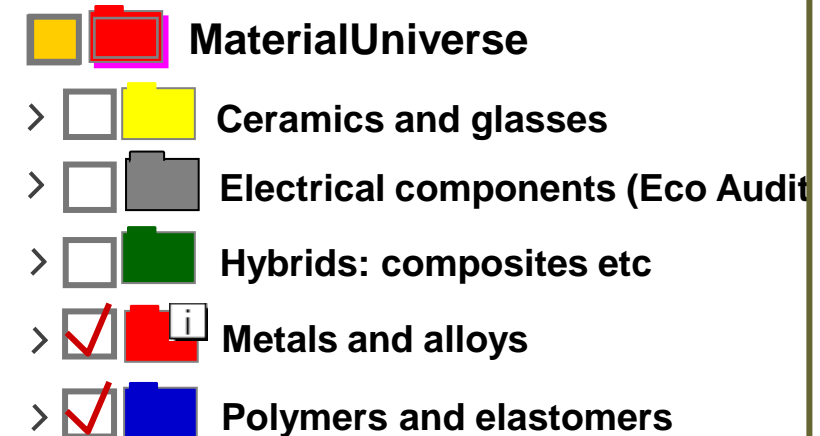 MaterialUniverse
Ceramics and glasses
Electrical components (Eco Audit
Hybrids: composites etc
i
Metals and alloys
Polymers and elastomers